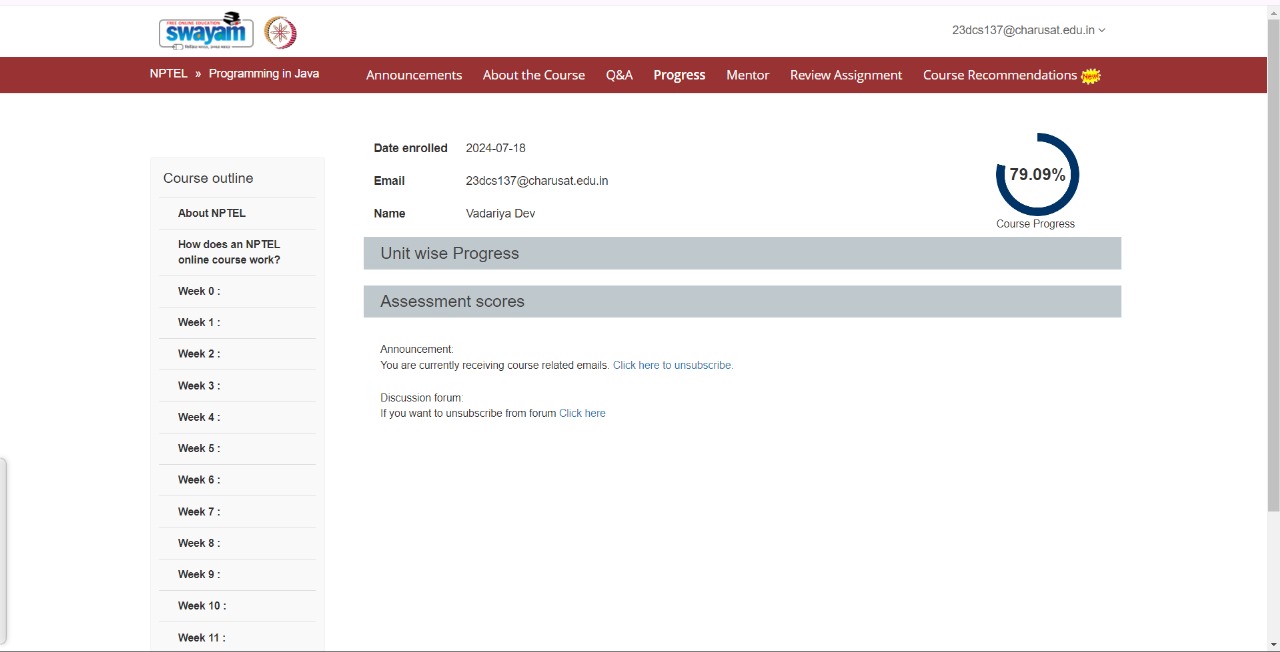 FREE ONLINE EDUCATION
swayam
23dcs137@charusat.edu.in
NPTEL » Programming in Java
Announcements About the Course Q&A Progress Mentor Review Assignment Course Recommendations
Course outline
About NPTEL
How does an NPTEL
online course work?
Week 0 :
Week 1 :
Week 2 :
Week 3 :
Week 4 :
Week 5 :
Week 6 :
Week 7 :
Week 8 :
Week 9 :
Week 10 :
Week 11 :
Date enrolled 2024-07-18
Email 23dcs137@charusat.edu.in
Name Vadariya Dev
79.09%
Course Progress
Unit wise Progress
Assessment scores
Announcement:
You are currently receiving course related emails. Click here to unsubscribe.
Discussion forum:
If you want to unsubscribe from forum Click here